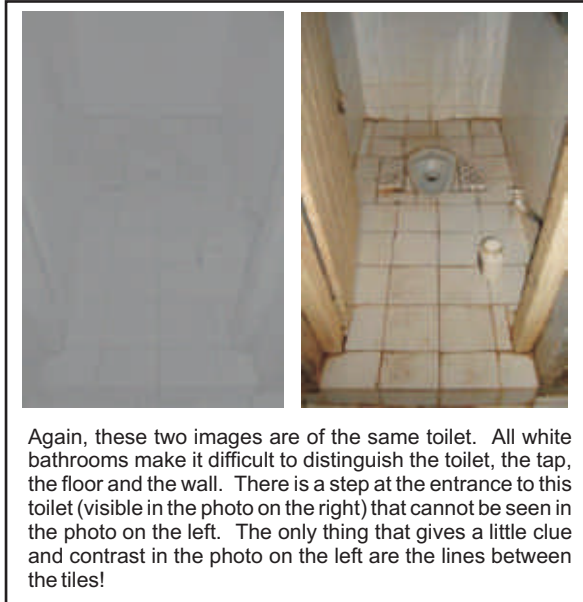 Again, these two images are of the same toilet. All white
bathrooms make it difficult to distinguish the toilet, the tap,
the floor and the wall. There is a step at the entrance to this
toilet (visible in the photo on the right) that cannot be seen in
the photo on the left. The only thing that gives a little clue
and contrast in the photo on the left are the lines between
the tiles!